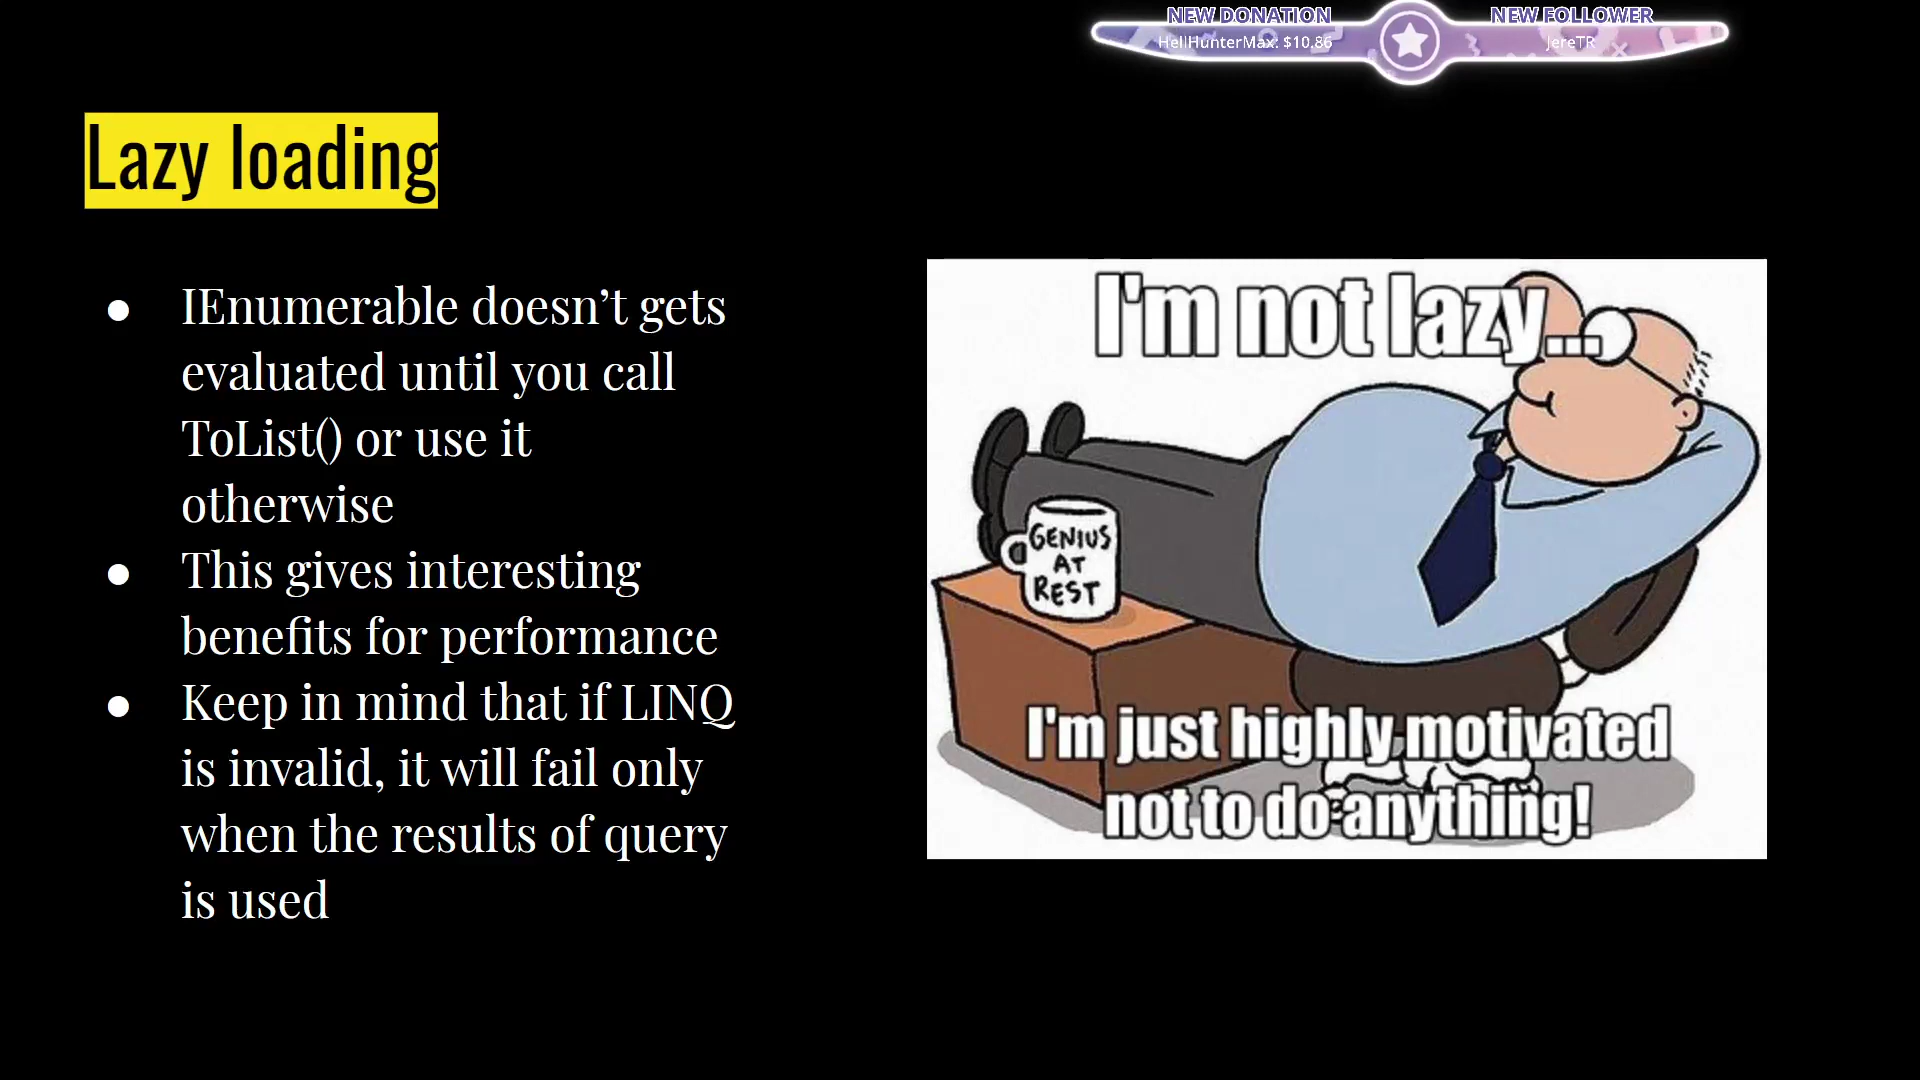 NEW DONATION
HellHunterMax: $10.86
NEW FOLLOWER
JereTR
Lazy loading
● IEnumerable doesn’t gets
evaluated until you call
ToList() or use it
otherwise
● This gives interesting
benefits for performance
● Keep in mind that if LINQ
is invalid, it will fail only
when the results of query
is used
I'm not lazy...
GENIUS
AT
REST
I'm just highly motivated
not to do anything!